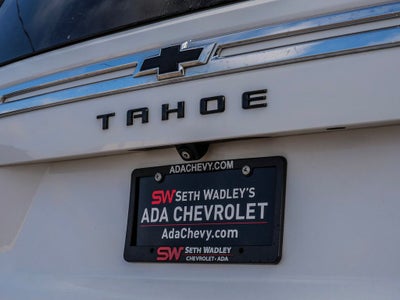 TAHOE
ADACHEVY.COM
SW SETH WADLEY'S
ADA CHEVROLET
AdaChevy.com
SW SETH WADLEY
CHEVROLET • ADA